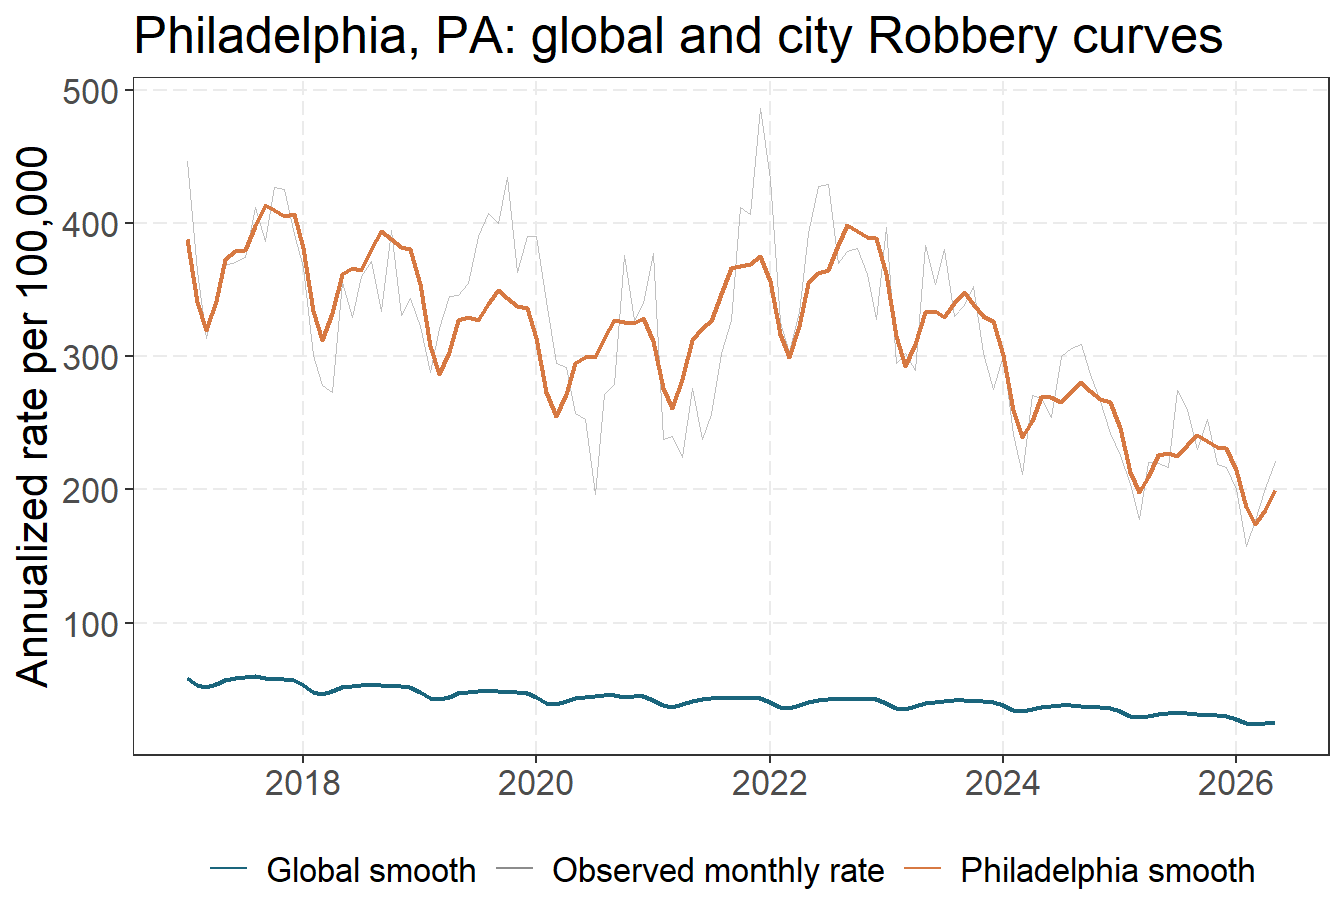 Philadelphia, PA: global and city Robbery curves
Annualized rate per 100,000
500
400
300
200
100
2018 2020 2022 2024 2026
Global smooth Observed monthly rate Philadelphia smooth